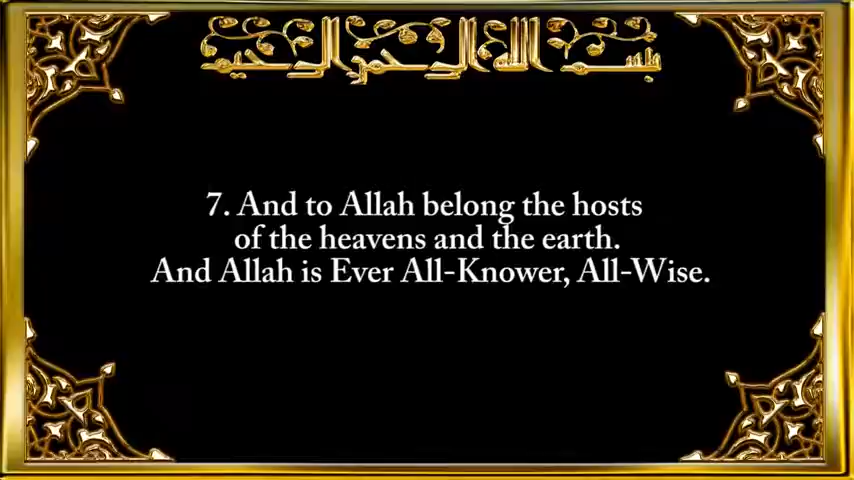 بسم الله الرحمن الرحيم
7. And to Allah belong the hosts
of the heavens and the earth.
And Allah is Ever All-Knower, All-Wise.